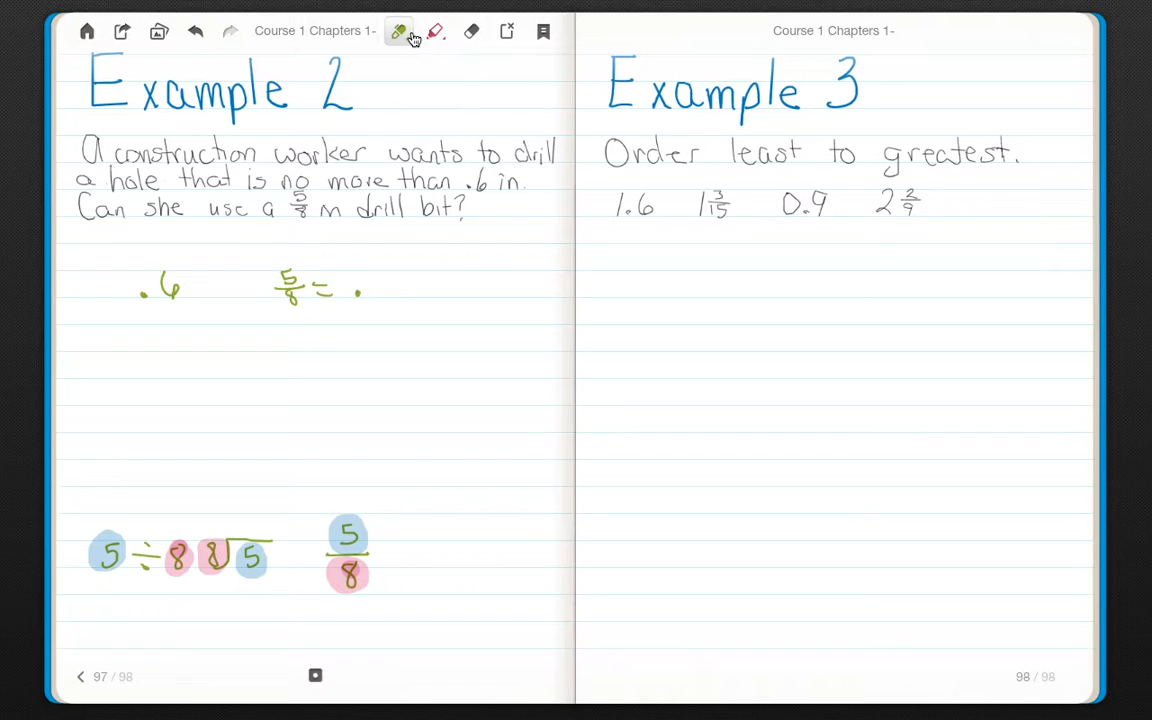 Course 1 Chapters 1-
Example 2
A construction worker wants to drill
a hole that is no more than .6 in.
Can she use a 5/8 in drill bit?
.6 5/8 = .
5 ÷ 8 8⟌5 5/8
97 / 98
Course 1 Chapters 1-
Example 3
Order least to greatest.
1.6 1 3/15 0.9 2 2/9
98 / 98